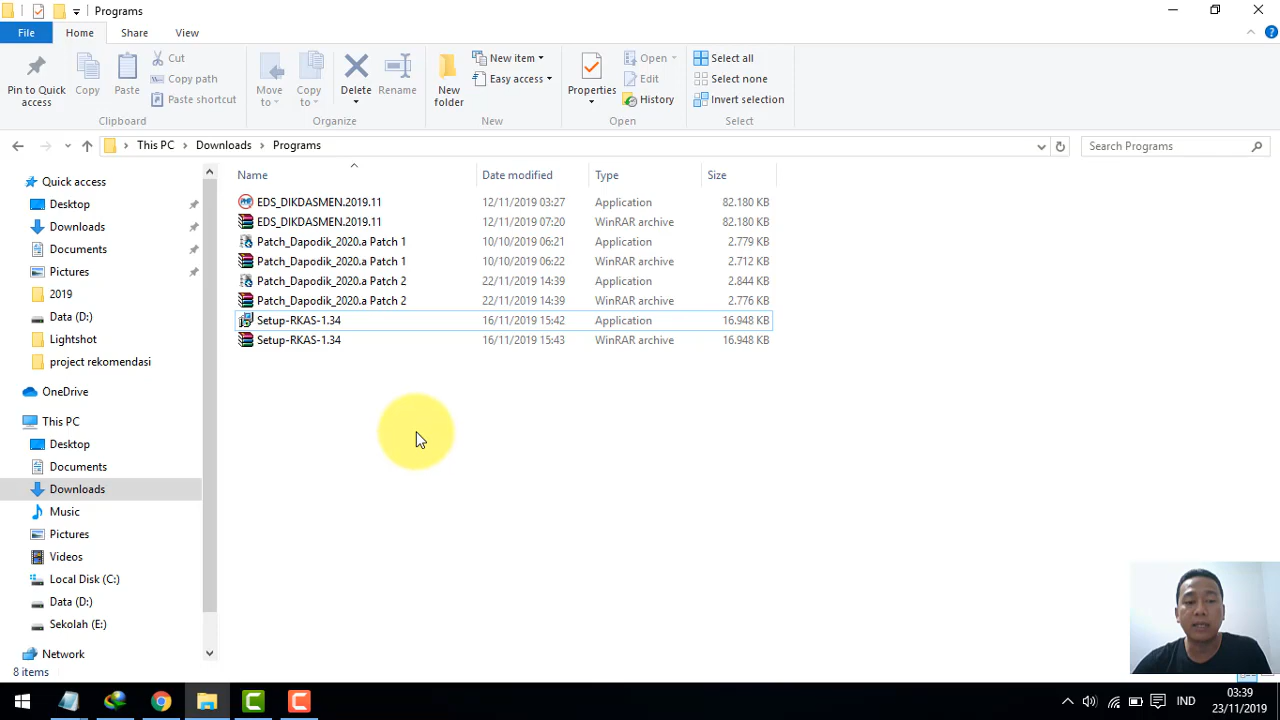 Programs
File Home Share View
Pin to Quick access
Copy
Paste
Cut
Copy path
Paste shortcut
Clipboard
Move to
Copy to
Delete
Rename
Organize
New folder
New item
Easy access
New
Properties
Open
Edit
History
Open
Select all
Select none
Invert selection
Select
This PC > Downloads > Programs
Search Programs
Name Date modified Type Size
EDS_DIKDASMEN.2019.11 12/11/2019 03:27 Application 82.180 KB
EDS_DIKDASMEN.2019.11 12/11/2019 07:20 WinRAR archive 82.180 KB
Patch_Dapodik_2020.a Patch 1 10/10/2019 06:21 Application 2.779 KB
Patch_Dapodik_2020.a Patch 1 10/10/2019 06:22 WinRAR archive 2.712 KB
Patch_Dapodik_2020.a Patch 2 22/11/2019 14:39 Application 2.844 KB
Patch_Dapodik_2020.a Patch 2 22/11/2019 14:39 WinRAR archive 2.776 KB
Setup-RKAS-1.34 16/11/2019 15:42 Application 16.948 KB
Setup-RKAS-1.34 16/11/2019 15:43 WinRAR archive 16.948 KB
Quick access
Desktop
Downloads
Documents
Pictures
2019
Data (D:)
Lightshot
project rekomendasi
OneDrive
This PC
Desktop
Documents
Downloads
Music
Pictures
Videos
Local Disk (C:)
Data (D:)
Sekolah (E:)
Network
8 items
IND
03:39
23/11/2019